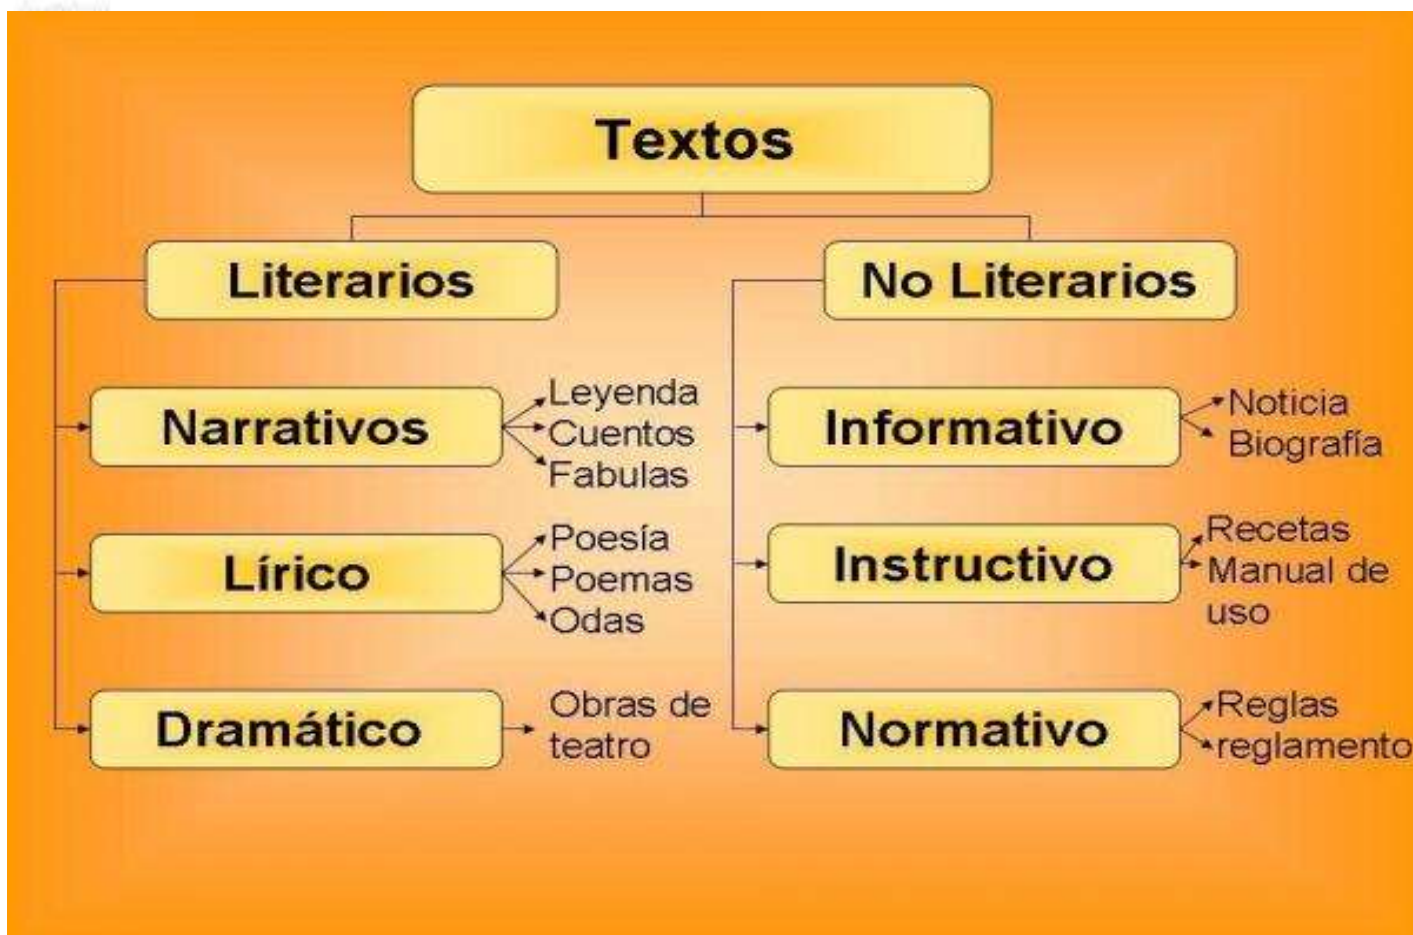 Textos
Literarios
No Literarios
Narrativos
Leyenda
Cuentos
Fabulas
Informativo
Noticia
Biografía
Lírico
Poesía
Poemas
Odas
Instructivo
Recetas
Manual de
uso
Dramático
Obras de
teatro
Normativo
Reglas
reglamento